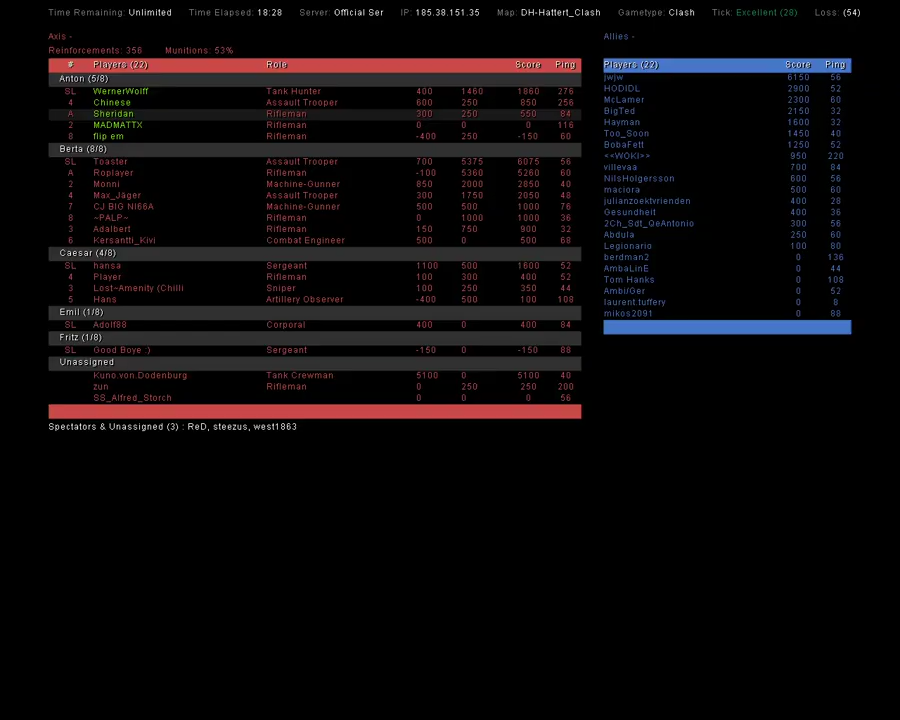 Time Remaining: Unlimited Time Elapsed: 18:28 Server: Official Ser IP: 185.38.151.35 Map: DH-Hattert_Clash Gametype: Clash Tick: Excellent (28) Loss: (54)
Axis -
Reinforcements: 356 Munitions: 53%
# Players (22) Role Score Ping
Anton (5/8)
SL WernerWolff Tank Hunter 400 1460 1860 276
4 Chinese Assault Trooper 600 250 850 256
A Sheridan Rifleman 300 250 550 84
2 MADMATTX Rifleman 0 0 0 116
8 flip em Rifleman -400 250 -150 60
Berta (8/8)
SL Toaster Assault Trooper 700 5375 6075 56
A Roplayer Rifleman -100 5360 5260 60
2 Monni Machine-Gunner 850 2000 2850 40
4 Max_Jäger Assault Trooper 300 1750 2050 48
7 CJ BIG NI66A Machine-Gunner 500 500 1000 76
8 ~PALP~ Rifleman 0 1000 1000 36
3 Adalbert Rifleman 150 750 900 32
6 Kersantti_Kivi Combat Engineer 500 0 500 68
Caesar (4/8)
SL hansa Sergeant 1100 500 1600 52
4 Player Rifleman 100 300 400 52
3 Lost~Amenity (Chilli Sniper 100 250 350 44
5 Hans Artillery Observer -400 500 100 108
Emil (1/8)
SL Adolf88 Corporal 400 0 400 84
Fritz (1/8)
SL Good Boye :) Sergeant -150 0 -150 88
Unassigned
Kuno.von.Dodenburg Tank Crewman 5100 0 5100 40
zun Rifleman 0 250 250 200
SS_Alfred_Storch 0 0 0 56
Spectators & Unassigned (3) : ReD, steezus, west1863
Allies -
Players (22) Score Ping
jwjw 6150 56
HODIDL 2900 52
McLamer 2300 60
BigTed 2150 32
Hayman 1600 32
Too_Soon 1450 40
BobaFett 1250 52
<<WOKI>> 950 220
villevaa 700 84
NilsHolgersson 600 56
maciora 500 60
julianzoektvrienden 400 28
Gesundheit 400 36
2Ch_Sdt_QeAntonio 300 56
Abdula 250 60
Legionario 100 80
berdman2 0 136
AmbaLinE 0 44
Tom Hanks 0 108
Ambi/Ger 0 52
laurent.tuffery 0 8
mikos2091 0 88